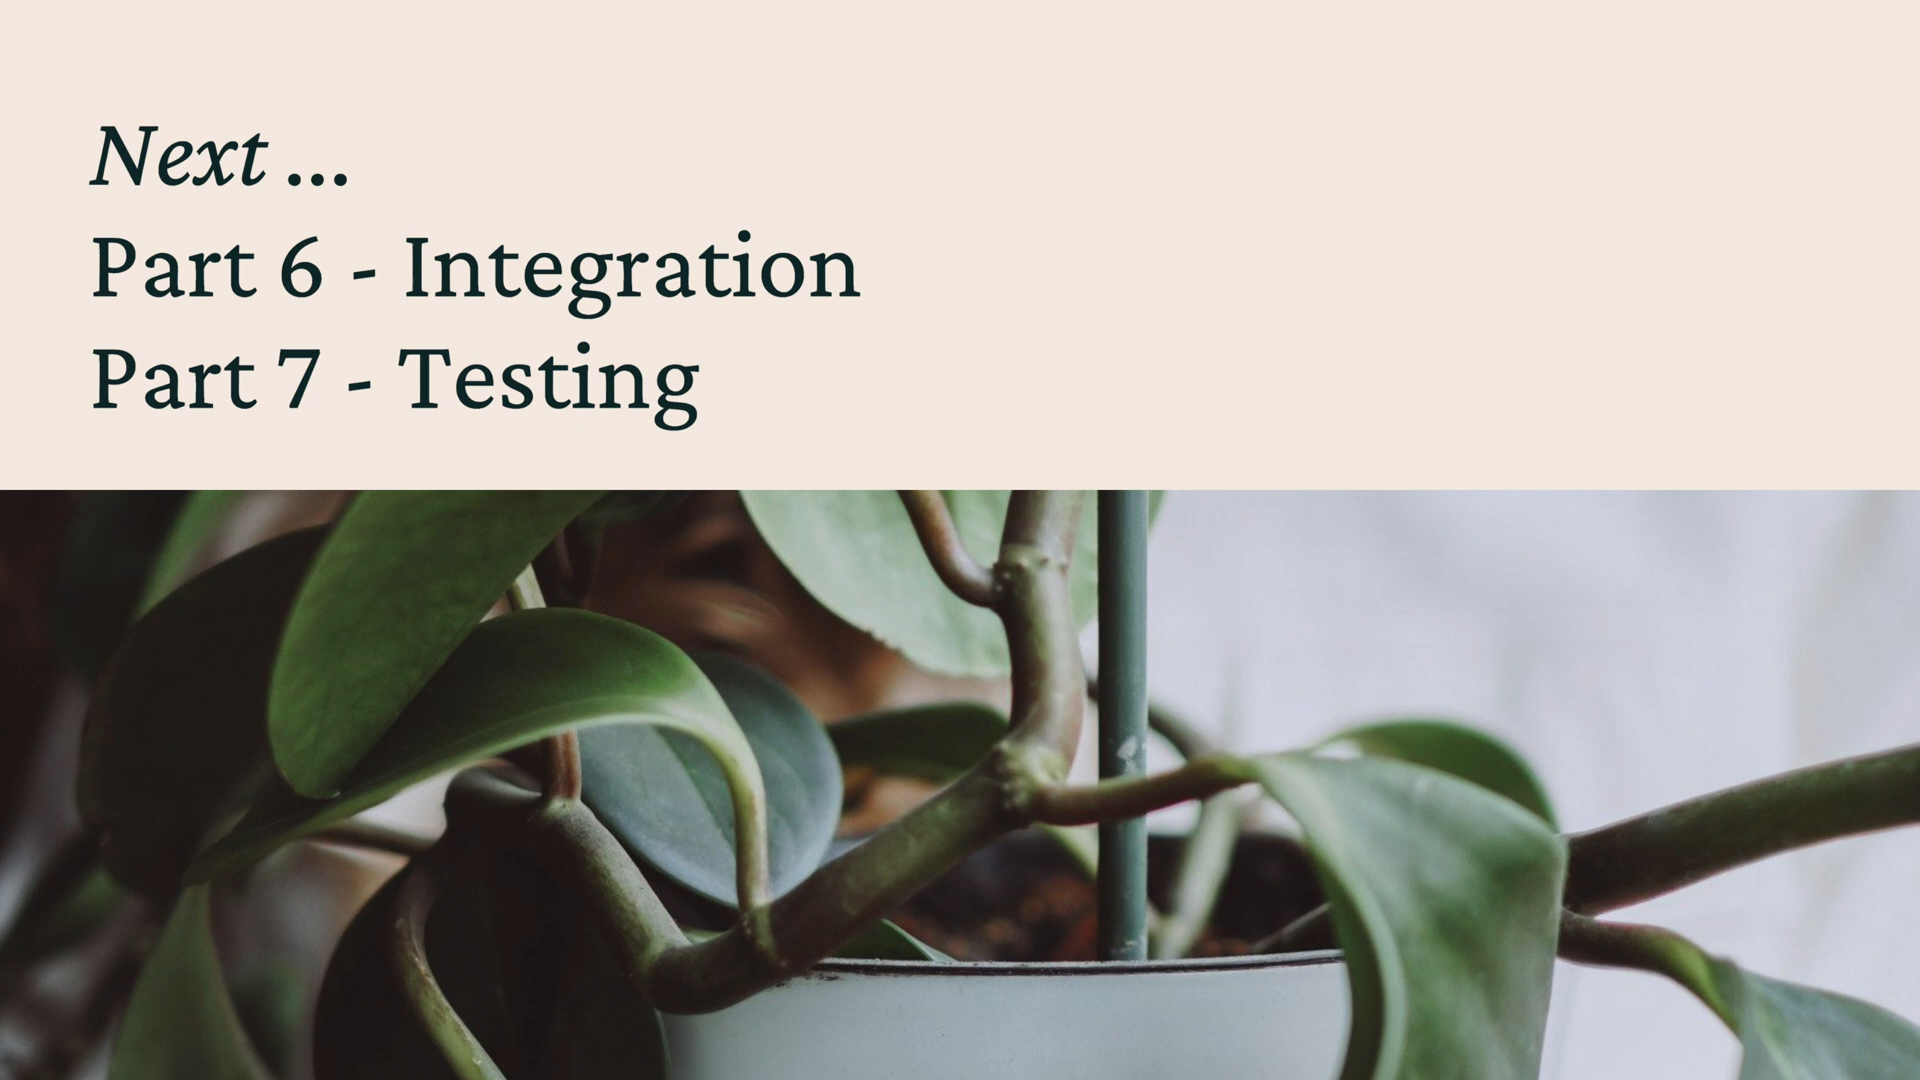 Next ...
Part 6 - Integration
Part 7 - Testing